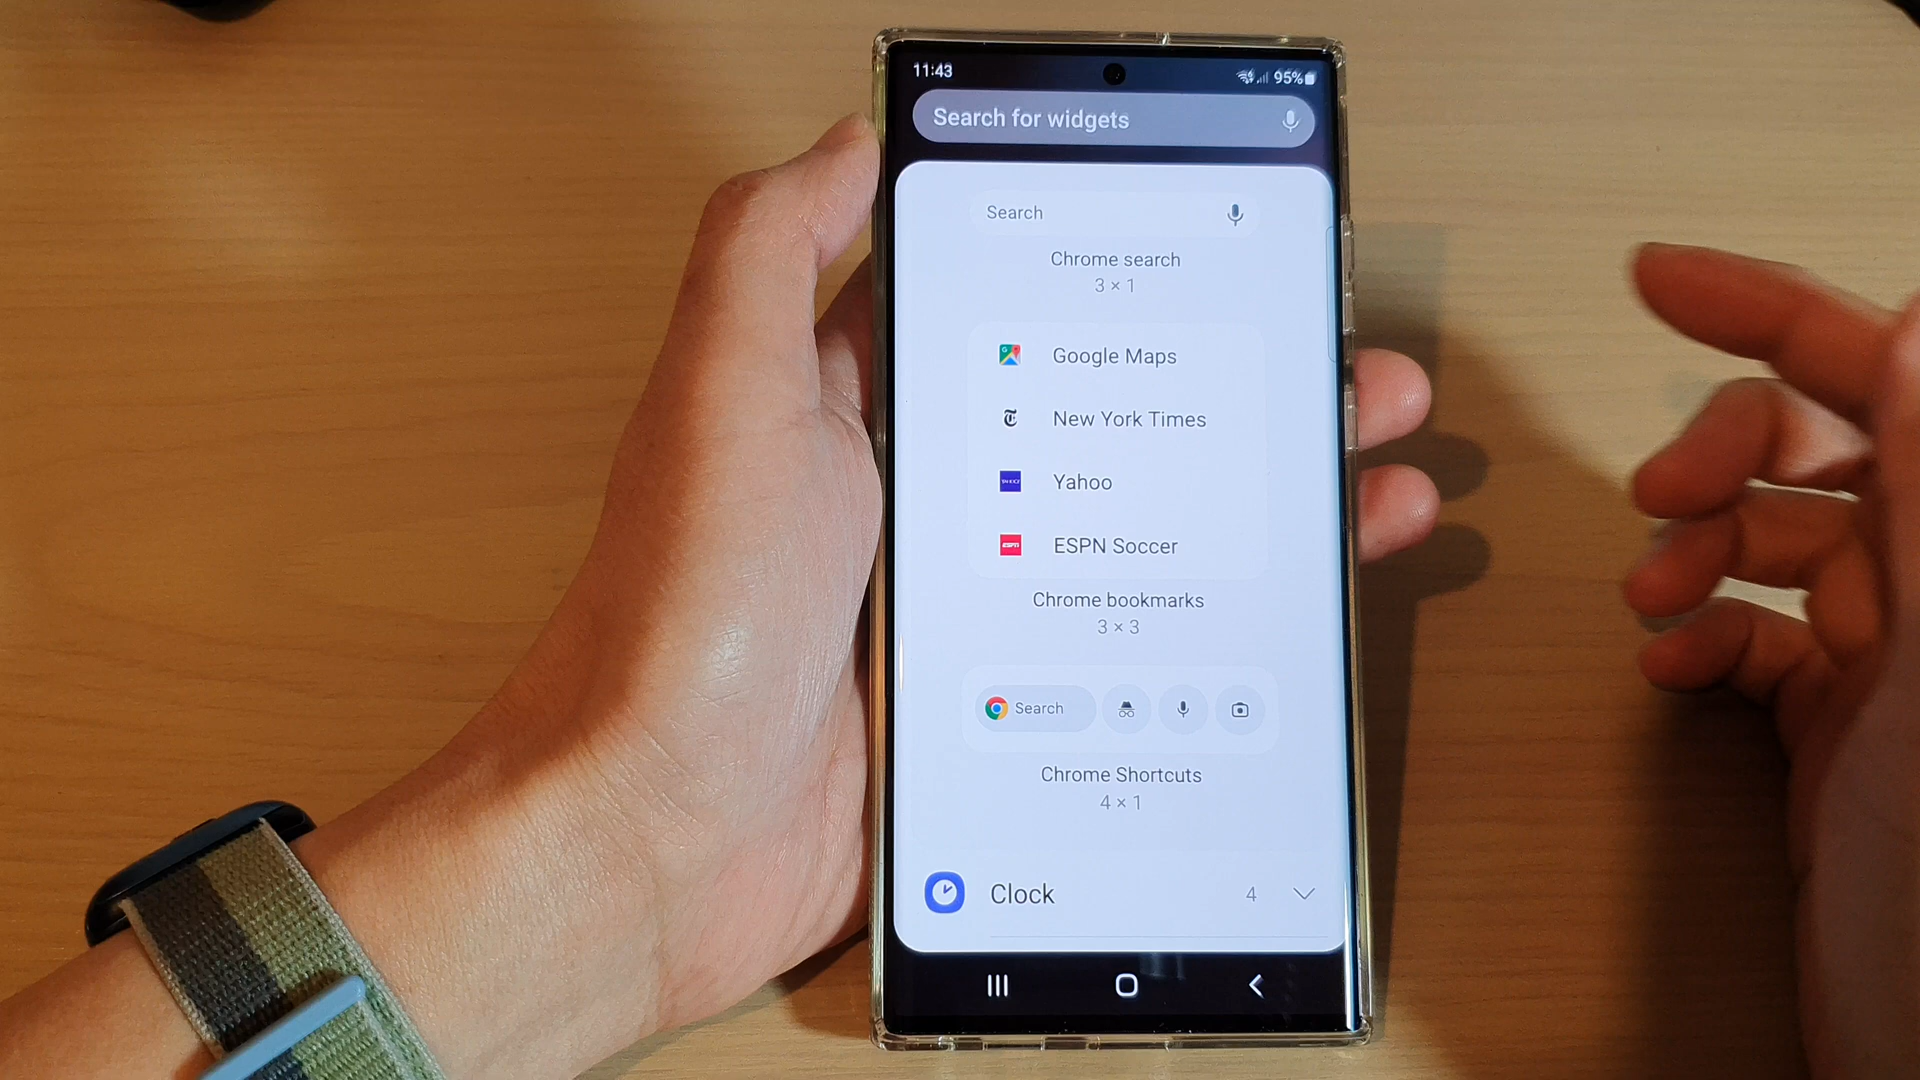 11:43
95%
Search for widgets
Search
Chrome search
3 × 1
Google Maps
New York Times
Yahoo
ESPN Soccer
Chrome bookmarks
3 × 3
Search
Chrome Shortcuts
4 × 1
Clock
4